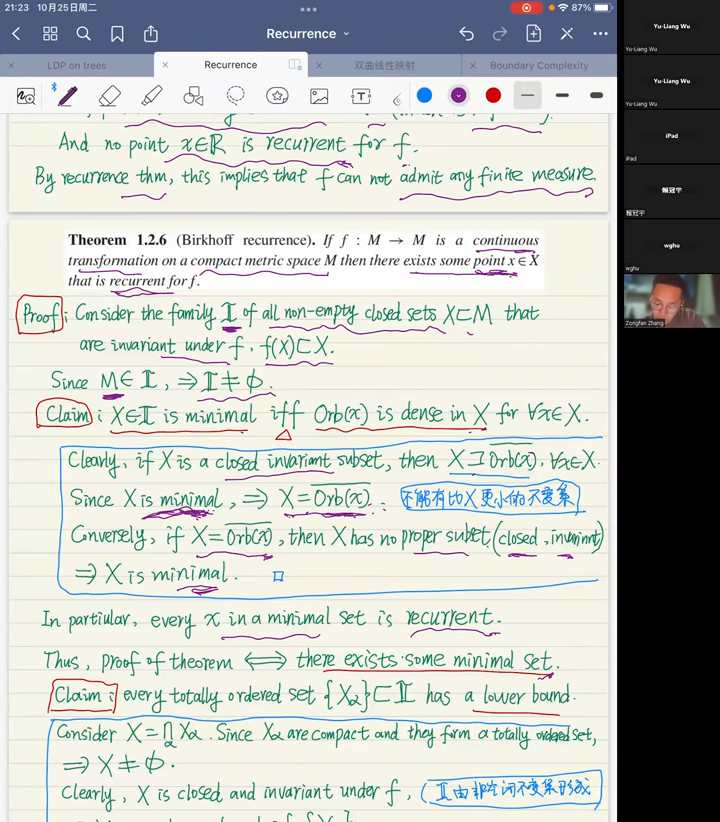 21:23 10月25日周二
87%
Recurrence
LDP on trees
Recurrence
双曲线性映射
Boundary Complexity
And no point x∈ℝ is recurrent for f.
By recurrence thm, this implies that f can not admit any finite measure.
Theorem 1.2.6 (Birkhoff recurrence). If f : M → M is a continuous
transformation on a compact metric space M then there exists some point x ∈ X
that is recurrent for f.
Proof: Consider the family I of all non-empty closed sets X⊂M that
are invariant under f, f(X)⊂X.
Since M∈I, ⇒ I≠∅.
Claim: X∈I is minimal iff Orb(x) is dense in X for ∀x∈X.
Clearly, if X is a closed invariant subset, then X⊃\overline{Orb(x)}, ∀x∈X.
Since X is minimal, ⇒ X=\overline{Orb(x)}. 不能有比X更小的不变集
Conversely, if X=\overline{Orb(x)}, then X has no proper subset (closed, invarinnt)
⇒ X is minimal. □
In particlar, every x in a minimal set is recurrent.
Thus, proof of theorem ⇔ there exists some minimal set.
Claim: every totally ordered set {Xα}⊂I has a lower bound.
Consider X=∩α Xα. Since Xα are compact and they form a totally ordered set,
⇒ X≠∅.
Clearly, X is closed and invariant under f, (I由非空闭不变集形成
Yu-Liang Wu
Yu-Liang Wu
Yu-Liang Wu
Yu-Liang Wu
iPad
iPad
賴冠宇
賴冠宇
wghu
wghu
Zongfan Zhang